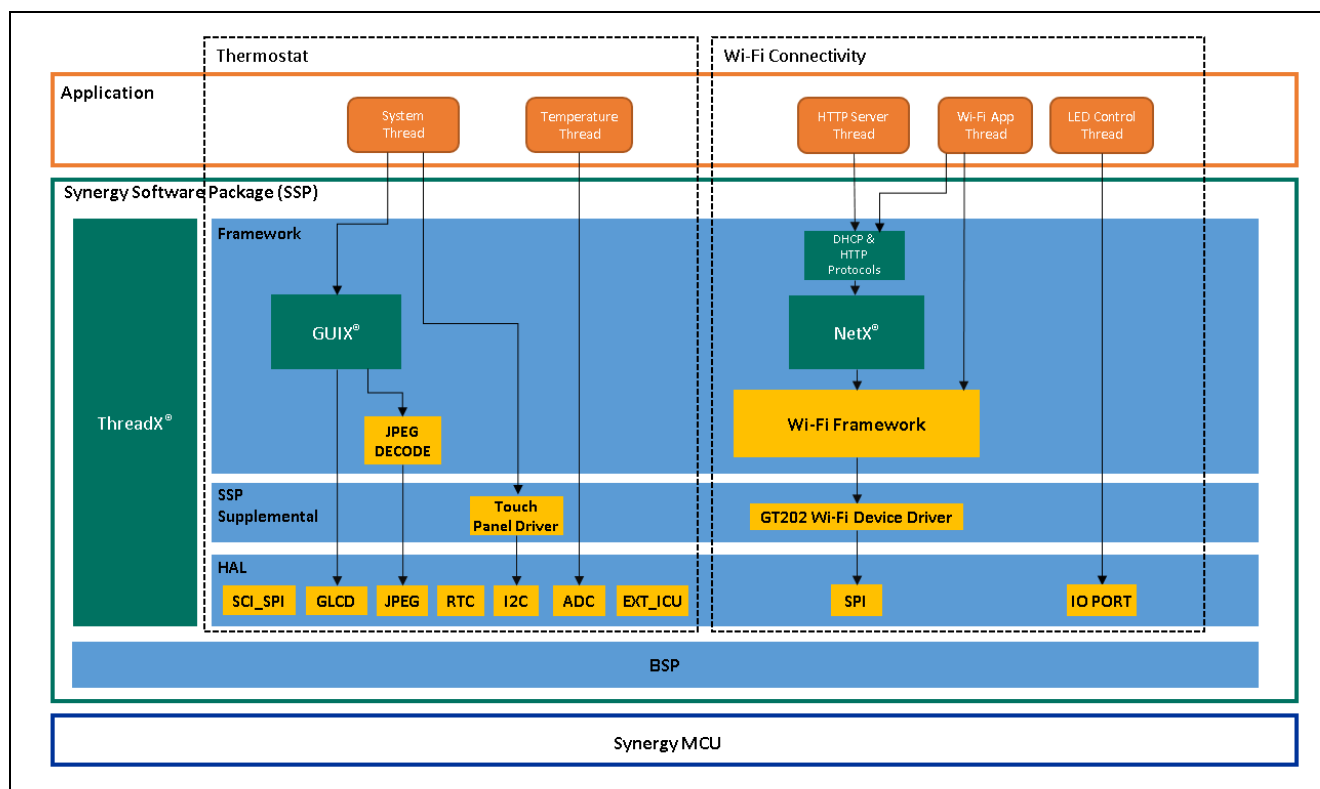 Thermostat
Wi-Fi Connectivity
Application
System
Thread
Temperature
Thread
HTTP Server
Thread
Wi-Fi App
Thread
LED Control
Thread
Synergy Software Package (SSP)
ThreadX®
Framework
DHCP &
HTTP
Protocols
GUIX®
NetX®
JPEG
DECODE
Wi-Fi Framework
SSP
Supplemental
Touch
Panel Driver
GT202 Wi-Fi Device Driver
HAL
SCI_SPI
GLCD
JPEG
RTC
I2C
ADC
EXT_ICU
SPI
IO PORT
BSP
Synergy MCU